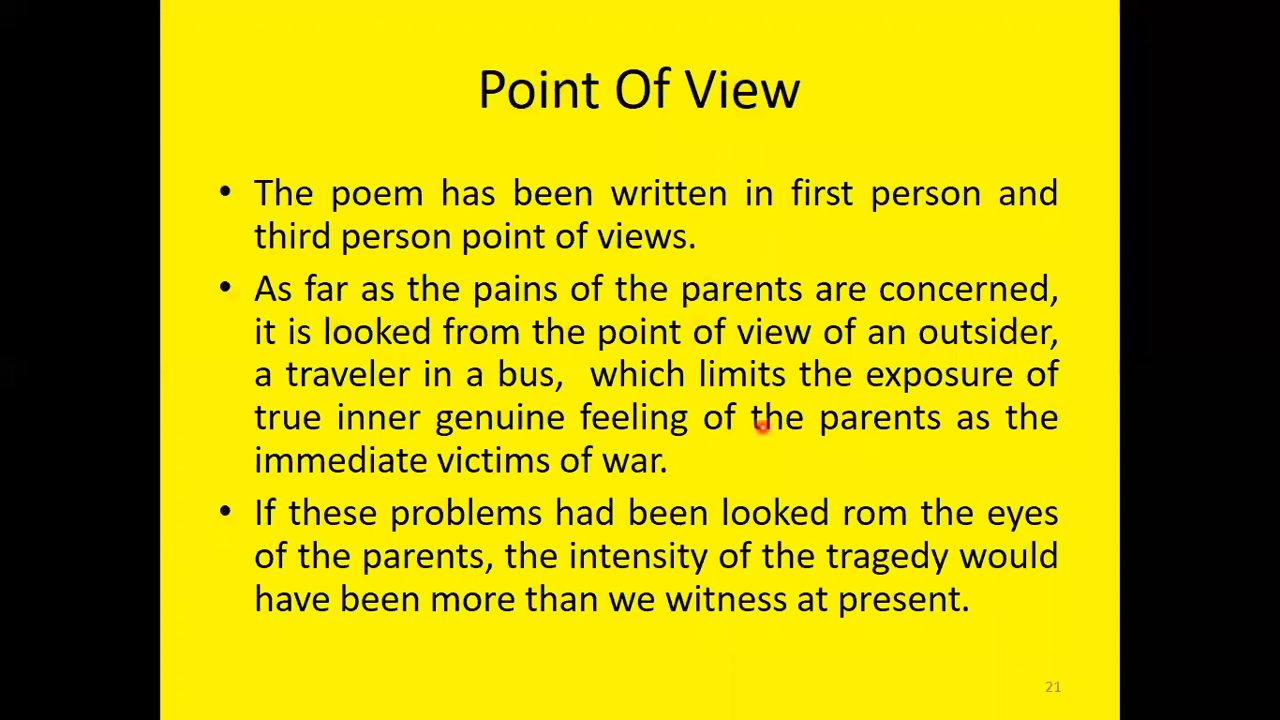 Point Of View
• The poem has been written in first person and
third person point of views.
• As far as the pains of the parents are concerned,
it is looked from the point of view of an outsider,
a traveler in a bus, which limits the exposure of
true inner genuine feeling of the parents as the
immediate victims of war.
• If these problems had been looked rom the eyes
of the parents, the intensity of the tragedy would
have been more than we witness at present.
21